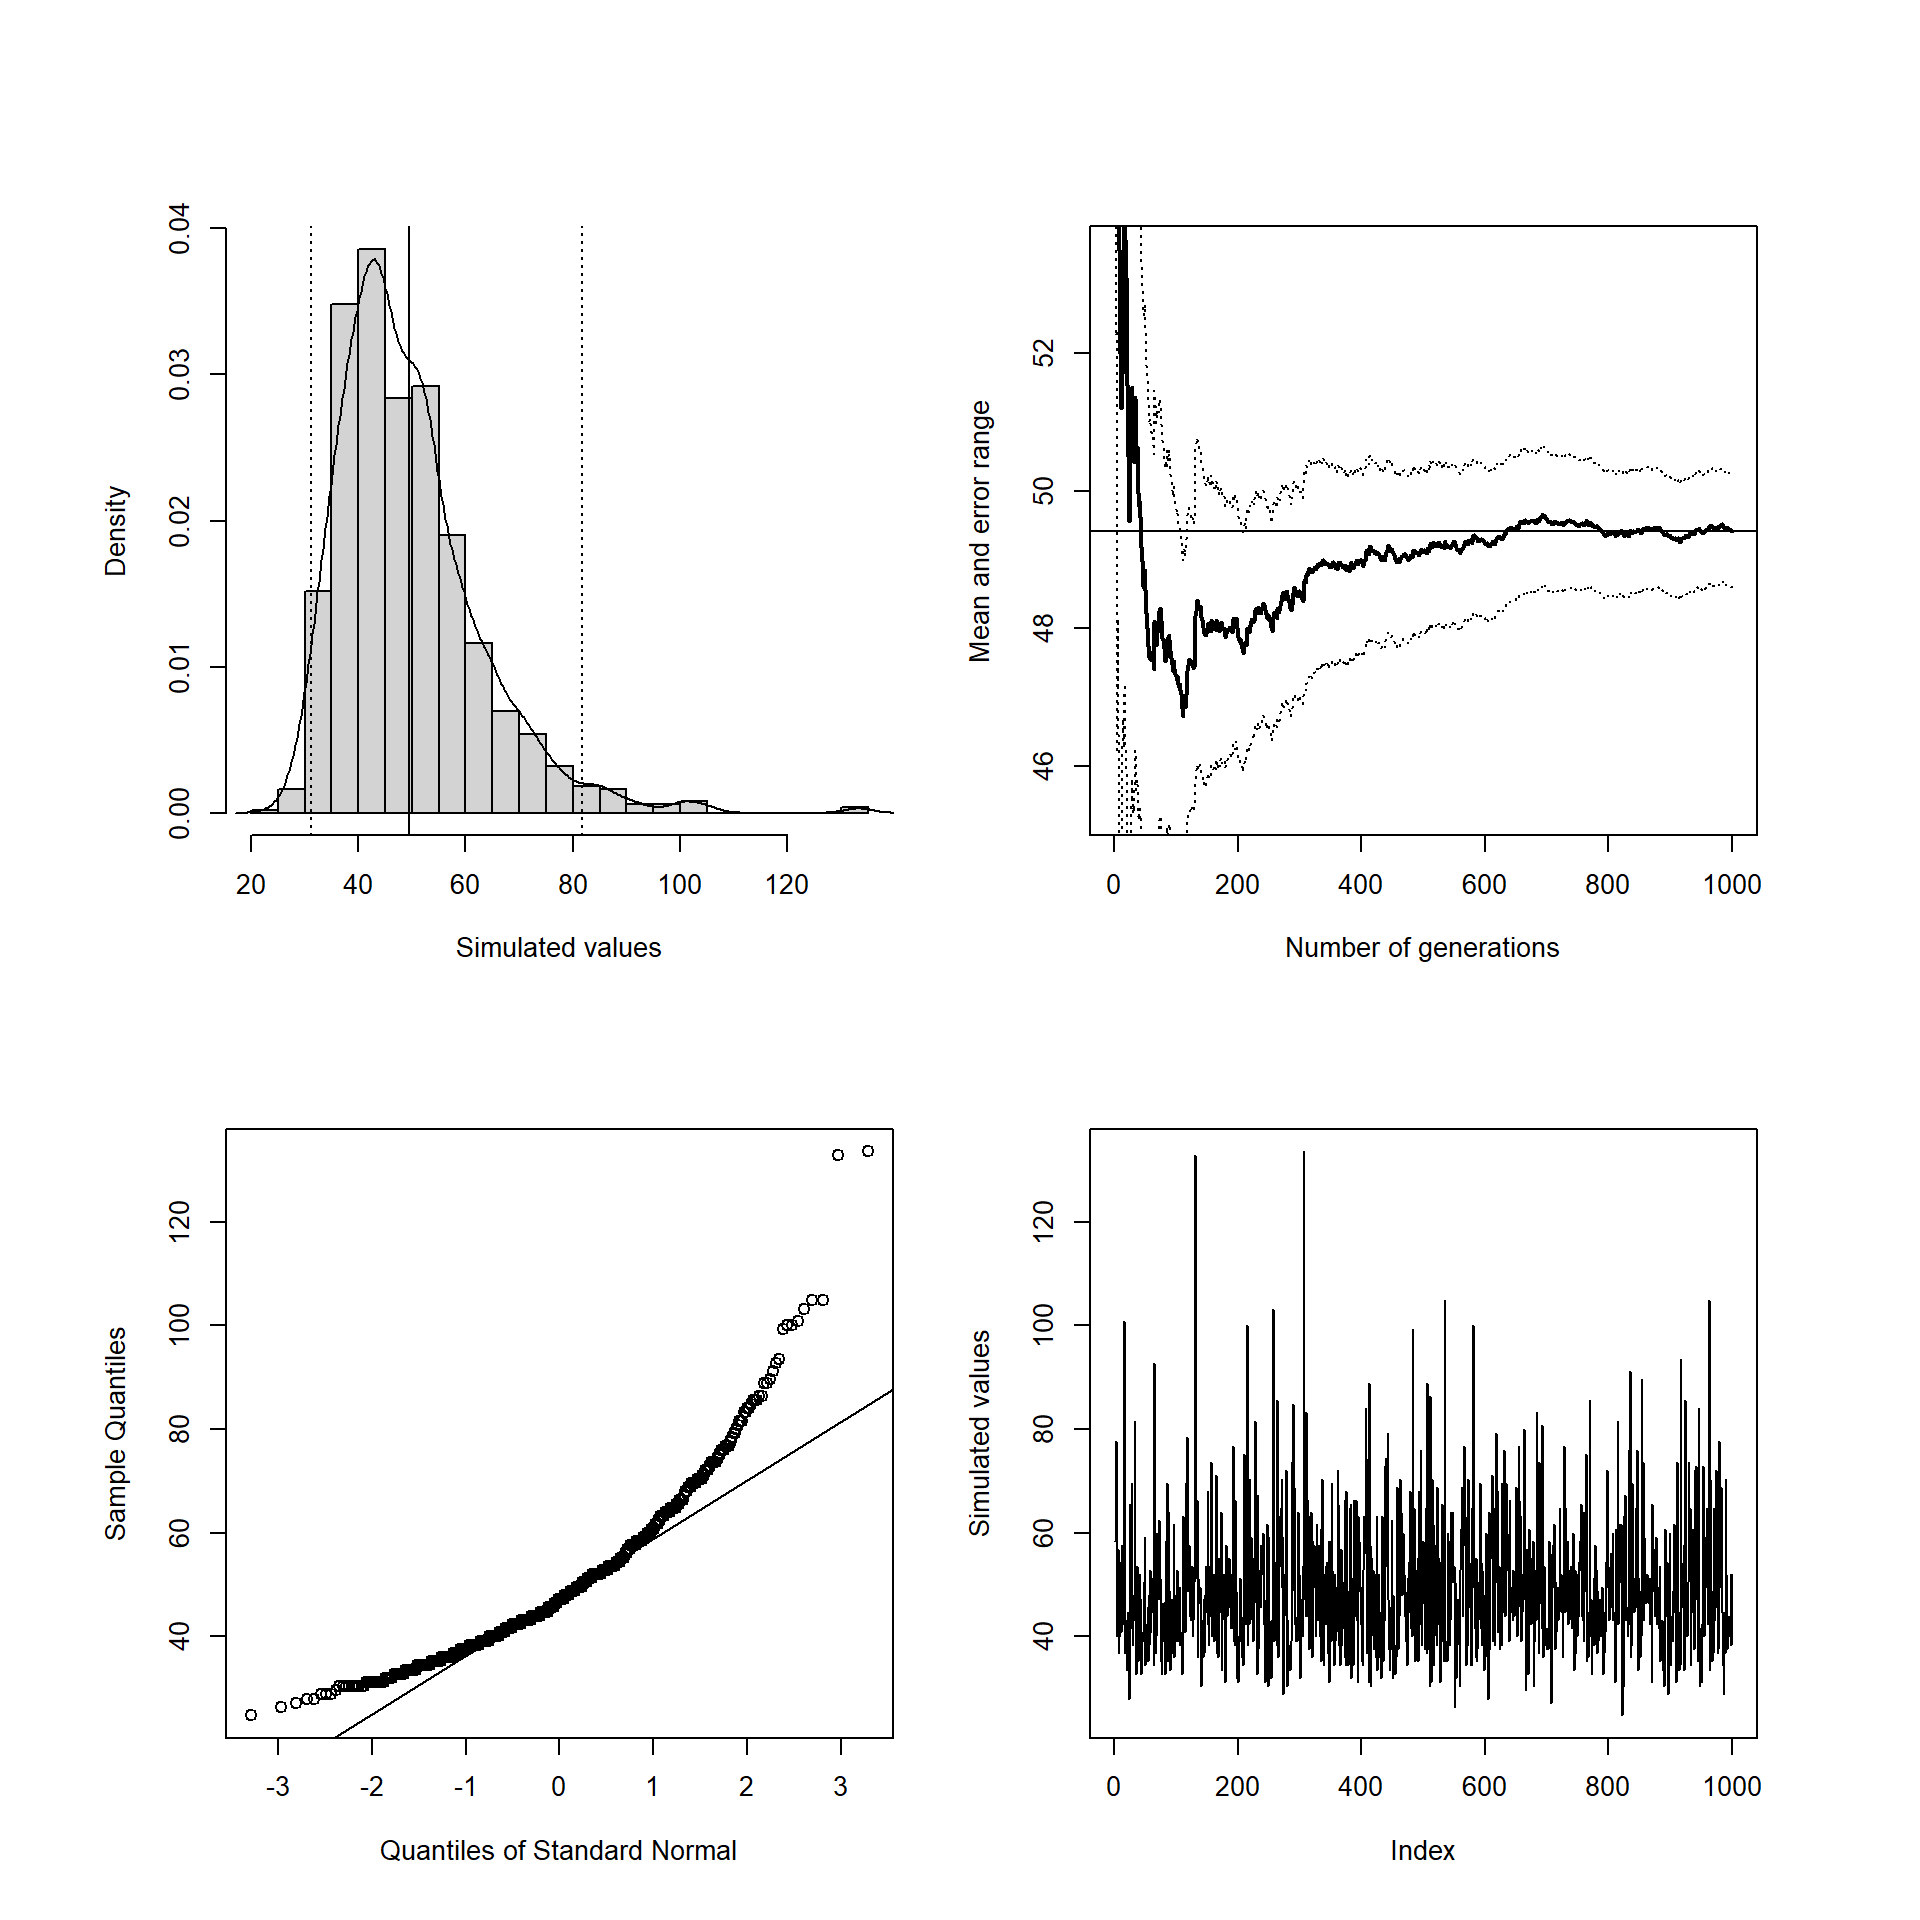 0.04
0.03
0.02
0.01
0.00
Density
20 40 60 80 100 120
Simulated values
52
50
48
46
Mean and error range
0 200 400 600 800 1000
Number of generations
120
100
80
60
40
Sample Quantiles
-3 -2 -1 0 1 2 3
Quantiles of Standard Normal
120
100
80
60
40
Simulated values
0 200 400 600 800 1000
Index